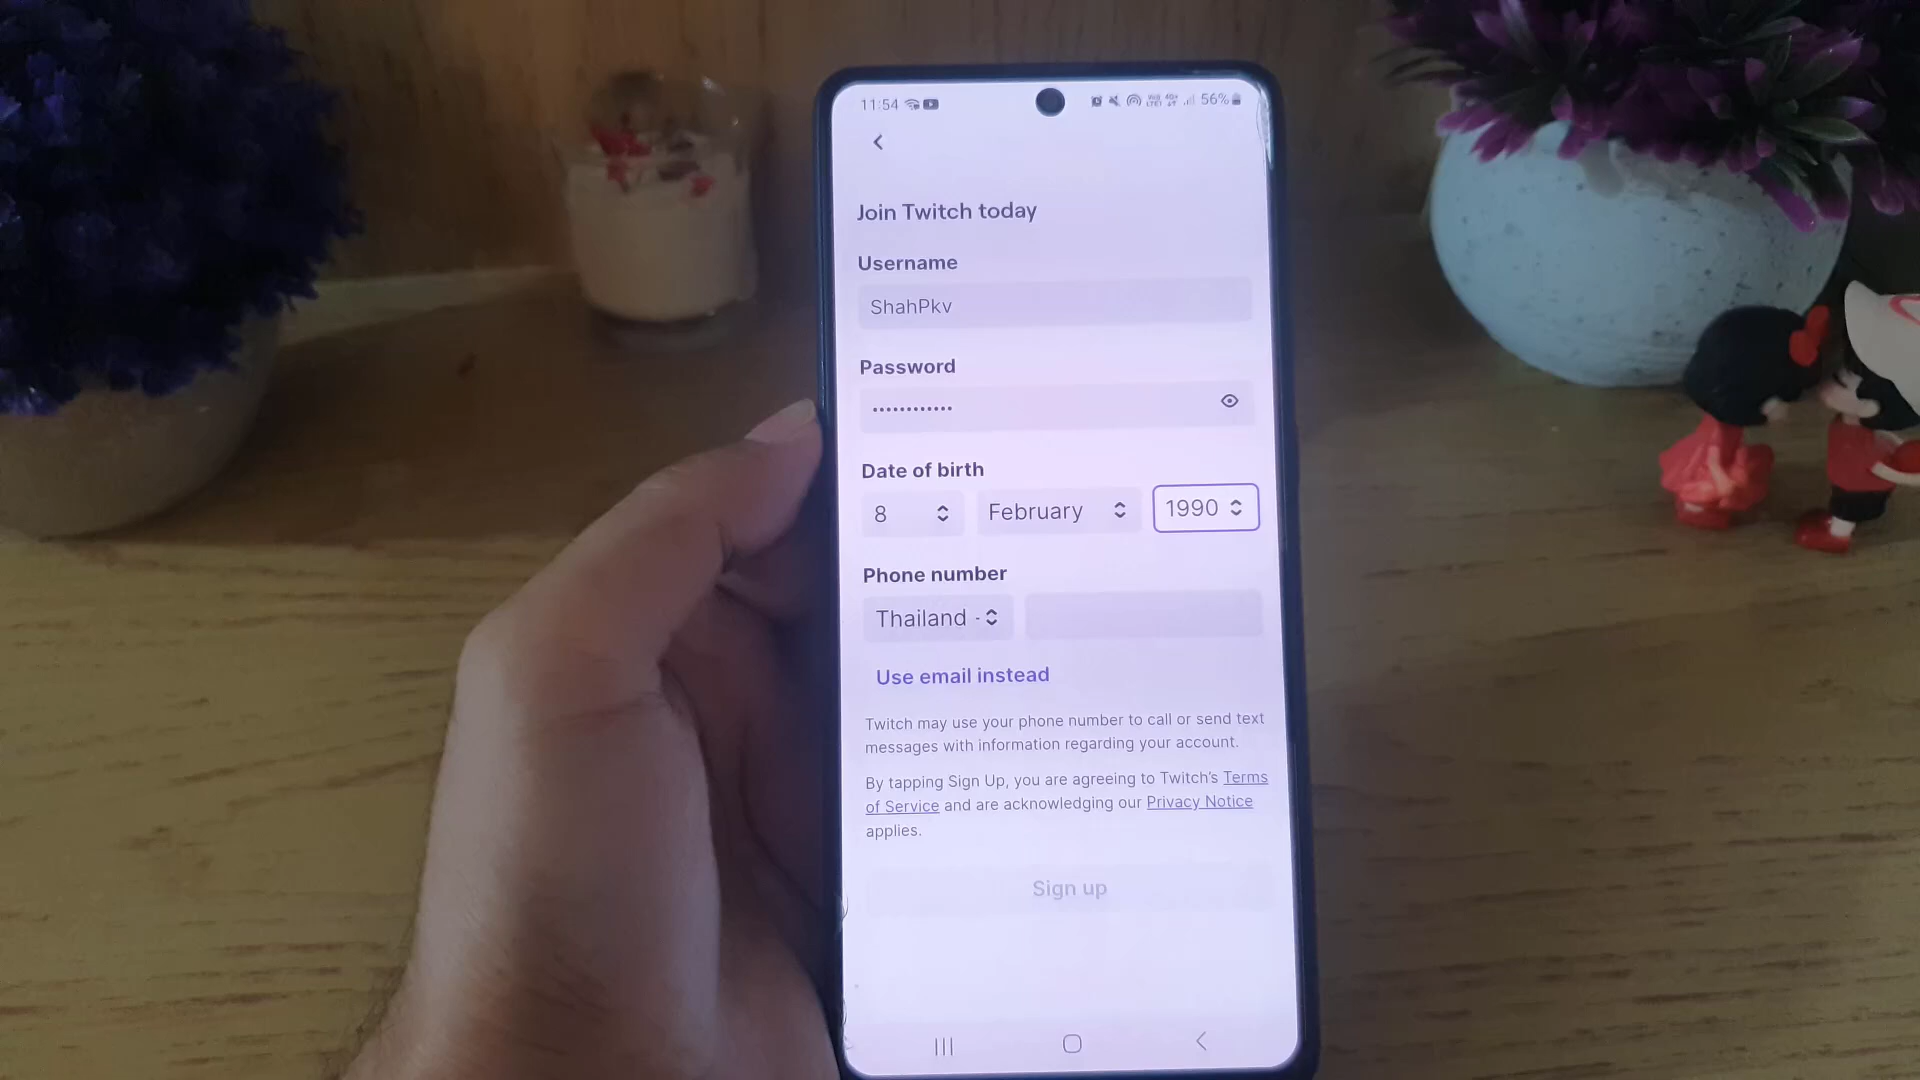 11:54 56%
Join Twitch today
Username
ShahPkv
Password
Date of birth
8 February 1990
Phone number
Thailand -
Use email instead
Twitch may use your phone number to call or send text
messages with information regarding your account.
By tapping Sign Up, you are agreeing to Twitch's Terms
of Service and are acknowledging our Privacy Notice
applies.
Sign up